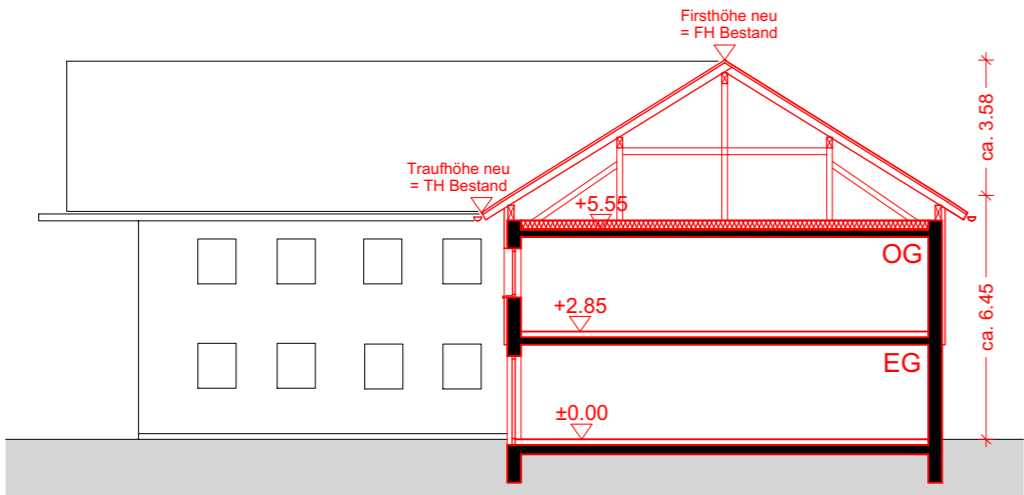 Firsthöhe neu
= FH Bestand
Traufhöhe neu
= TH Bestand
ca. 3.58
+5.55
OG
+2.85
ca. 6.45
EG
±0.00